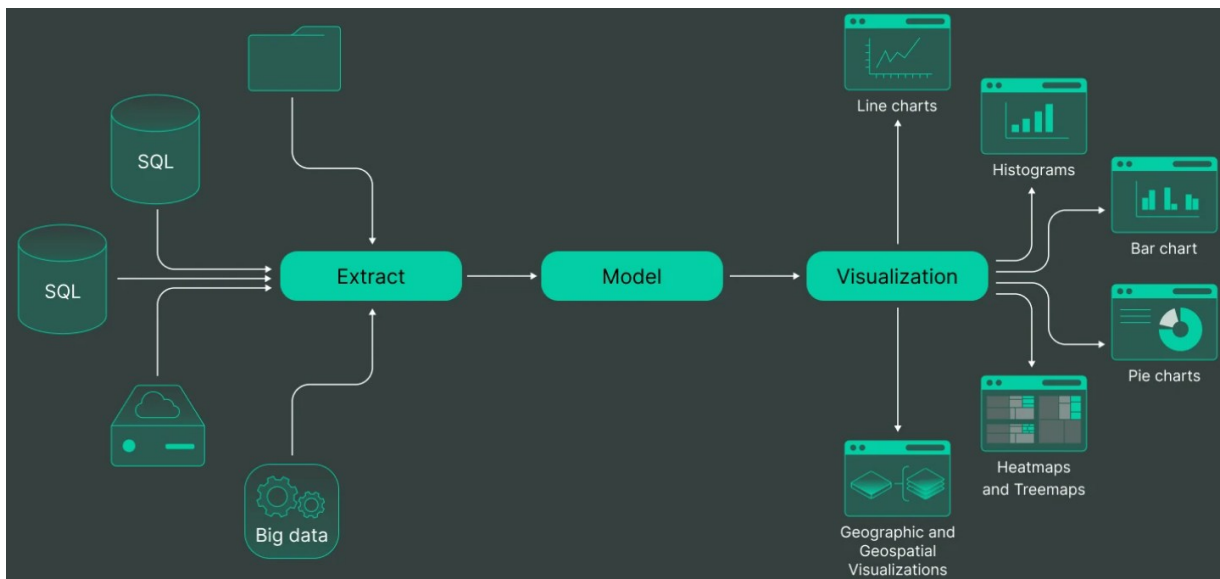 SQL
SQL
Big data
Extract
Model
Visualization
Line charts
Histograms
Bar chart
Pie charts
Heatmaps
and Treemaps
Geographic and
Geospatial
Visualizations